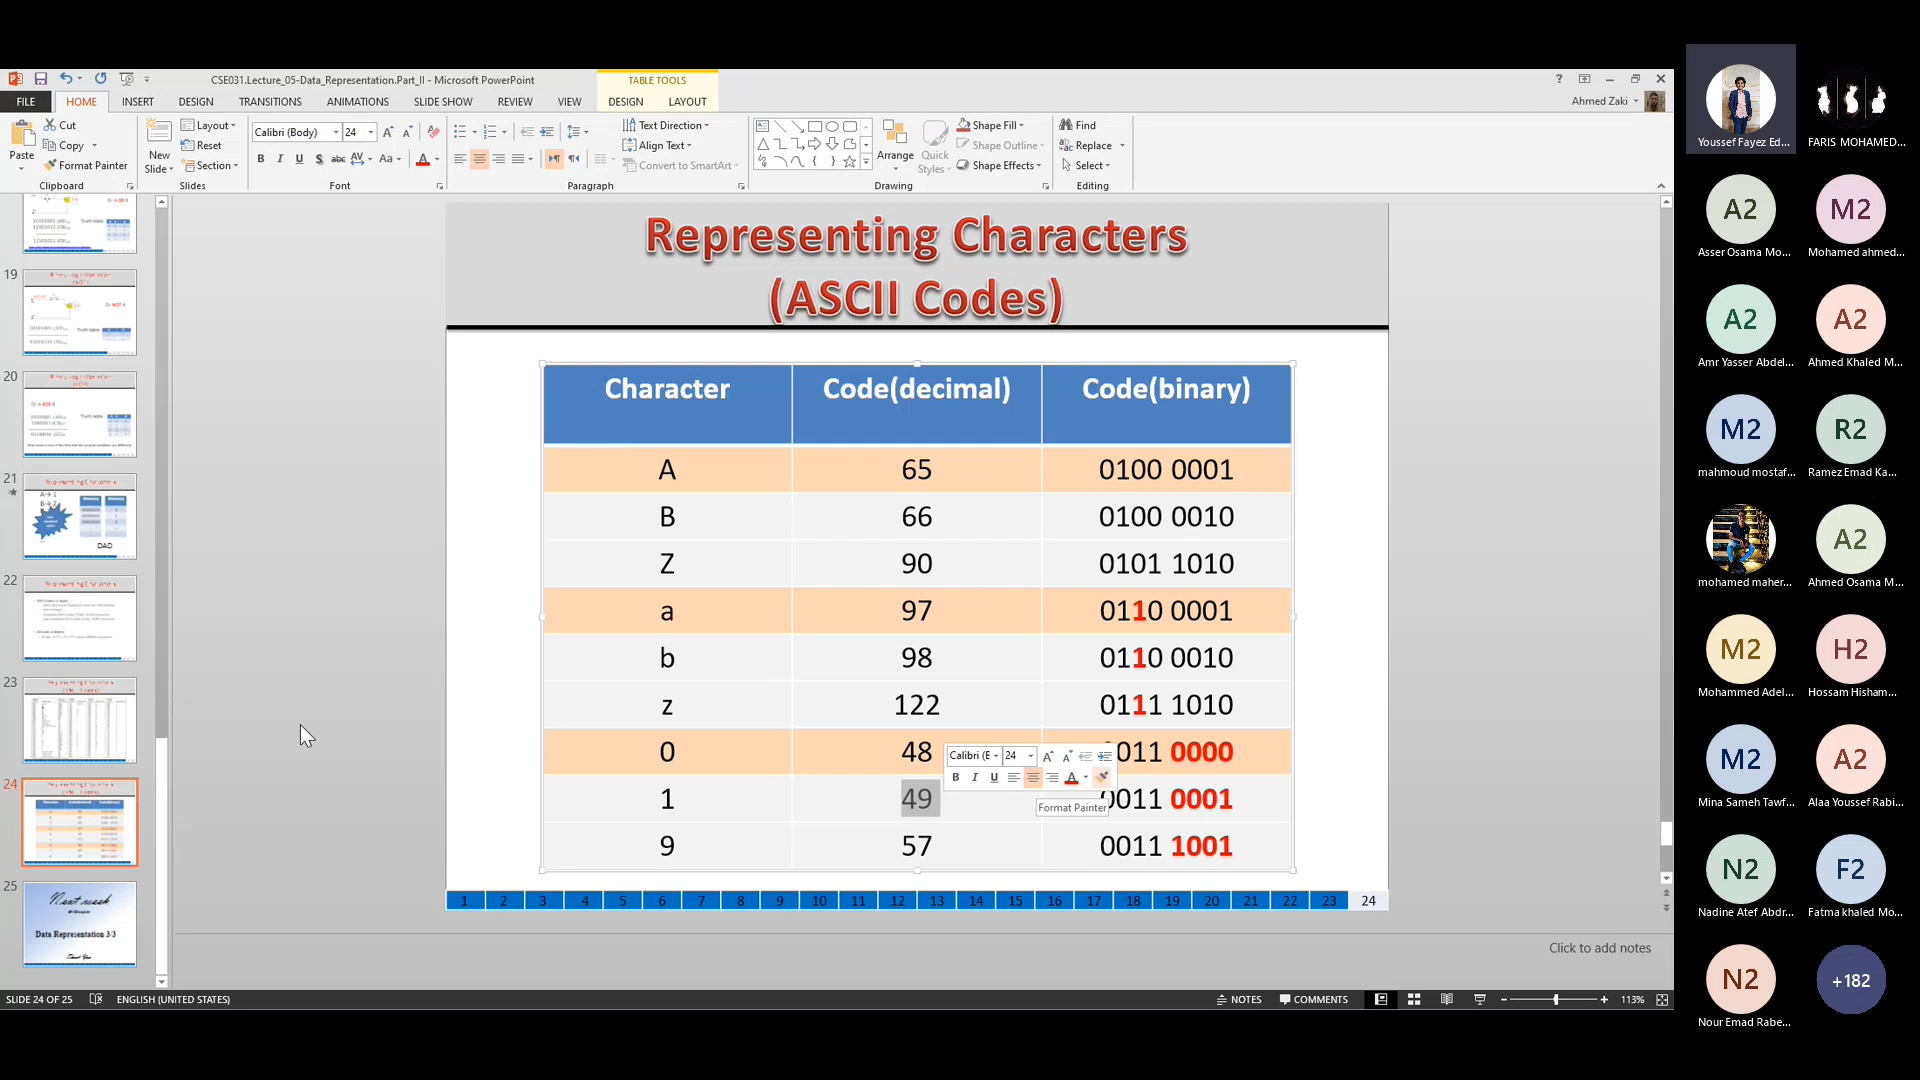 CSE031.Lecture_05-Data_Representation.Part_II - Microsoft PowerPoint
TABLE TOOLS
FILE HOME INSERT DESIGN TRANSITIONS ANIMATIONS SLIDE SHOW REVIEW VIEW DESIGN LAYOUT
Ahmed Zaki
Paste
Cut
Copy
Format Painter
Clipboard
New
Slide
Layout
Reset
Section
Slides
Calibri (Body) 24
Font
Text Direction
Align Text
Convert to SmartArt
Paragraph
Arrange
Quick
Styles
Shape Fill
Shape Outline
Shape Effects
Drawing
Find
Replace
Select
Editing
19
20
21
A→ 1
B→ 2
DAD
22
23
24
25
Next week
Data Representation 3/3
Representing Characters
(ASCII Codes)
Character Code(decimal) Code(binary)
A 65 0100 0001
B 66 0100 0010
Z 90 0101 1010
a 97 0110 0001
b 98 0110 0010
z 122 0111 1010
0 48 0011 0000
1 49 0011 0001
9 57 0011 1001
Calibri (E 24
Format Painter
1 2 3 4 5 6 7 8 9 10 11 12 13 14 15 16 17 18 19 20 21 22 23 24
Click to add notes
SLIDE 24 OF 25 ENGLISH (UNITED STATES) NOTES COMMENTS 113%
Youssef Fayez Ed...
FARIS MOHAMED...
A2
Asser Osama Mo...
M2
Mohamed ahmed...
A2
Amr Yasser Abdel...
A2
Ahmed Khaled M...
M2
mahmoud mostaf...
R2
Ramez Emad Ka...
mohamed maher...
A2
Ahmed Osama M...
M2
Mohammed Adel...
H2
Hossam Hisham...
M2
Mina Sameh Tawf...
A2
Alaa Youssef Rabi...
N2
Nadine Atef Abdr...
F2
Fatma khaled Mo...
N2
Nour Emad Rabe...
+182